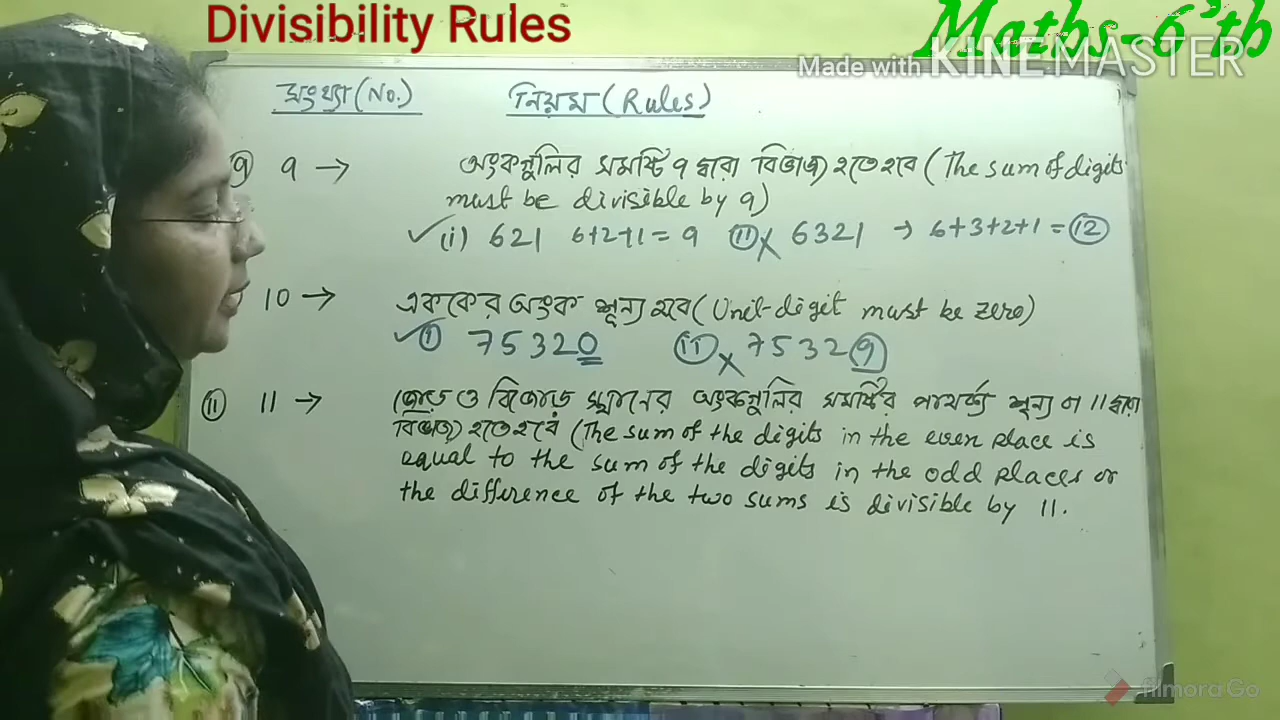 Divisibility Rules
Maths-6'th
Made with KINEMASTER
সংখ্যা (No.) নিয়ম (Rules)
9) 9 → অংকগুলির সমষ্টি 9 দ্বারা বিভাজ্য হতে হবে (The sum of digits
must be divisible by 9)
✓(i) 621 6+2+1=9 (ii)× 6321 → 6+3+2+1=12
10 → এককের অংক শূন্য হবে (Unit-digit must be zero)
✓(i) 75320 (ii)× 75329
(11) 11 → জোড় ও বিজোড় স্থানের অংকগুলির সমষ্টির পার্থক্য শূন্য বা 11 দ্বারা
বিভাজ্য হতে হবে (The sum of the digits in the even place is
equal to the sum of the digits in the odd places or
the difference of the two sums is divisible by 11.
filmora Go